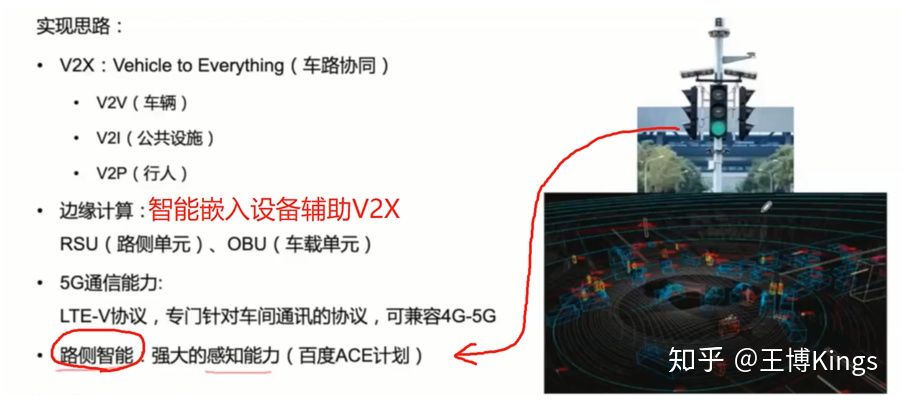 实现思路：
• V2X：Vehicle to Everything（车路协同）
• V2V（车辆）
• V2I（公共设施）
• V2P（行人）
• 边缘计算：智能嵌入设备辅助V2X
RSU（路侧单元）、OBU（车载单元）
• 5G通信能力:
LTE-V协议，专门针对车间通讯的协议，可兼容4G-5G
• 路侧智能：强大的感知能力（百度ACE计划）
知乎 @王博Kings